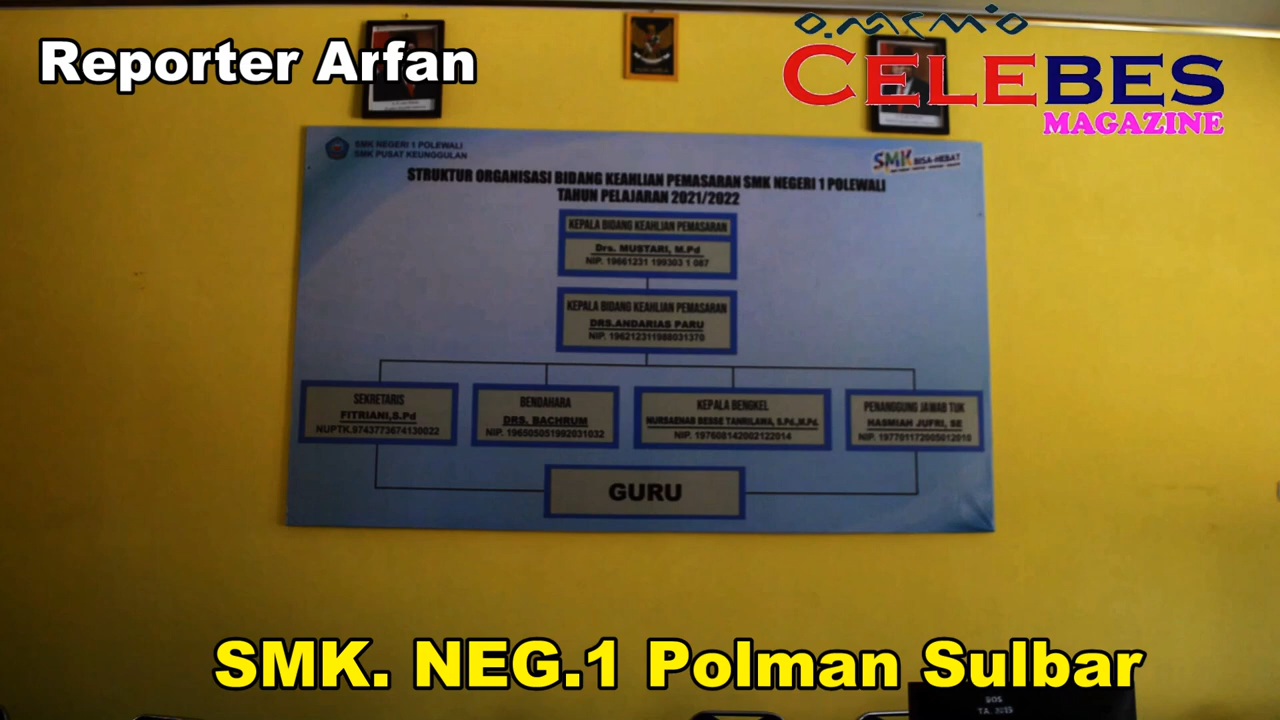 Reporter Arfan
CELEBES
MAGAZINE
SMK NEGERI 1 POLEWALI
SMK PUSAT KEUNGGULAN
SMK BISA-HEBAT
STRUKTUR ORGANISASI BIDANG KEAHLIAN PEMASARAN SMK NEGERI 1 POLEWALI
TAHUN PELAJARAN 2021/2022
KEPALA BIDANG KEAHLIAN PEMASARAN
Drs. MUSTARI, M.Pd
NIP. 19661231 199303 1 087
KEPALA BIDANG KEAHLIAN PEMASARAN
DRS.ANDARIAS PARU
NIP. 196212311988031370
SEKRETARIS
FITRIANI,S.Pd
NUPTK.9743773674130022
BENDAHARA
DRS. BACHRUM
NIP. 196505051992031032
KEPALA BENGKEL
NURSAENAB BESSE TANRILAWA, S.Pd.,M.Pd.
NIP. 197608142002122014
PENANGGUNG JAWAB TUK
HASMIAH JUFRI, SE
NIP. 197701172005012010
GURU
SMK. NEG.1 Polman Sulbar